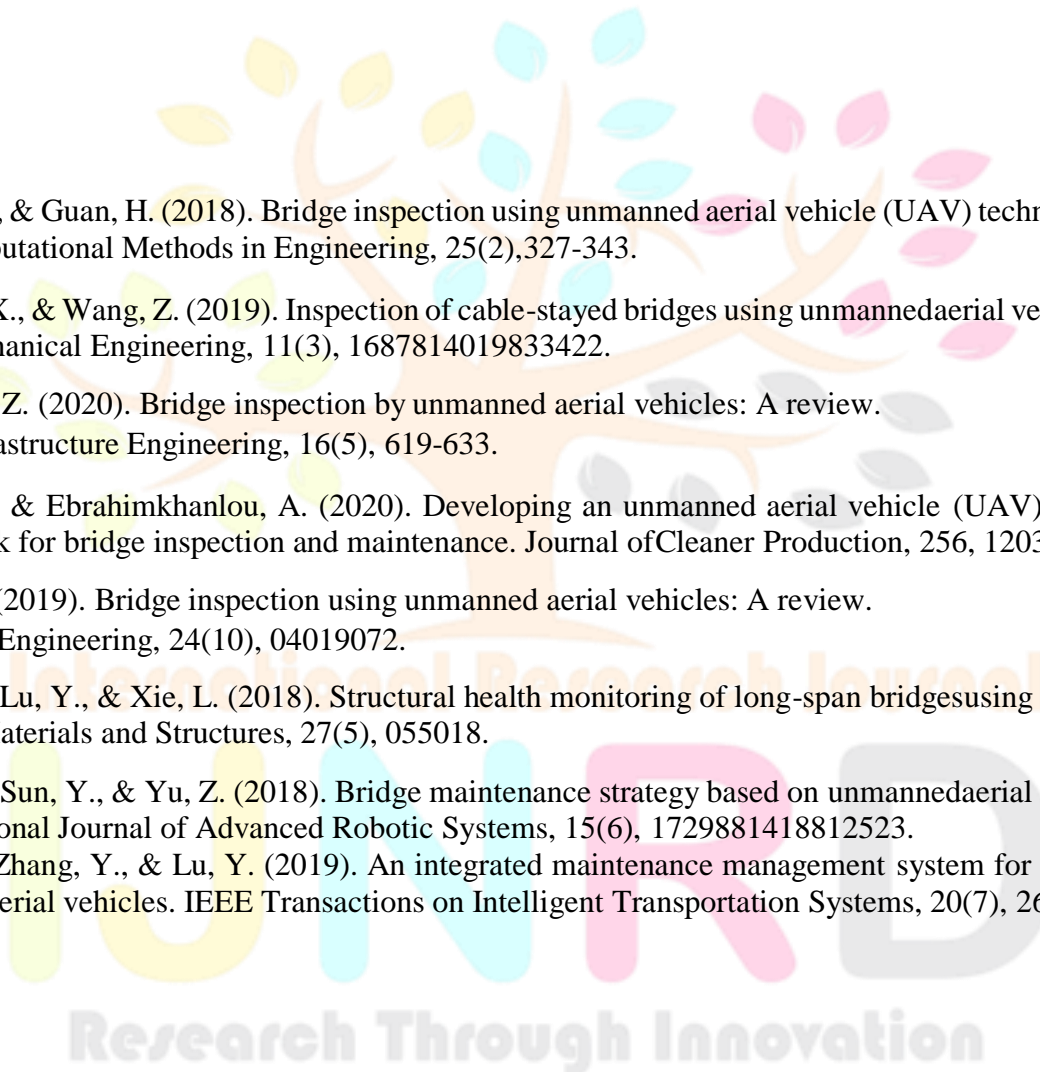 , & Guan, H. (2018). Bridge inspection using unmanned aerial vehicle (UAV) techn
putational Methods in Engineering, 25(2),327-343.
X., & Wang, Z. (2019). Inspection of cable-stayed bridges using unmannedaerial ve
hanical Engineering, 11(3), 1687814019833422.
Z. (2020). Bridge inspection by unmanned aerial vehicles: A review.
astructure Engineering, 16(5), 619-633.
, & Ebrahimkhanlou, A. (2020). Developing an unmanned aerial vehicle (UAV)
k for bridge inspection and maintenance. Journal ofCleaner Production, 256, 1203
(2019). Bridge inspection using unmanned aerial vehicles: A review.
Engineering, 24(10), 04019072.
International Research Journal
Lu, Y., & Xie, L. (2018). Structural health monitoring of long-span bridgesusing
Materials and Structures, 27(5), 055018.
Sun, Y., & Yu, Z. (2018). Bridge maintenance strategy based on unmannedaerial
onal Journal of Advanced Robotic Systems, 15(6), 1729881418812523.
Zhang, Y., & Lu, Y. (2019). An integrated maintenance management system for
erial vehicles. IEEE Transactions on Intelligent Transportation Systems, 20(7), 26
IJNRD
Research Through Innovation